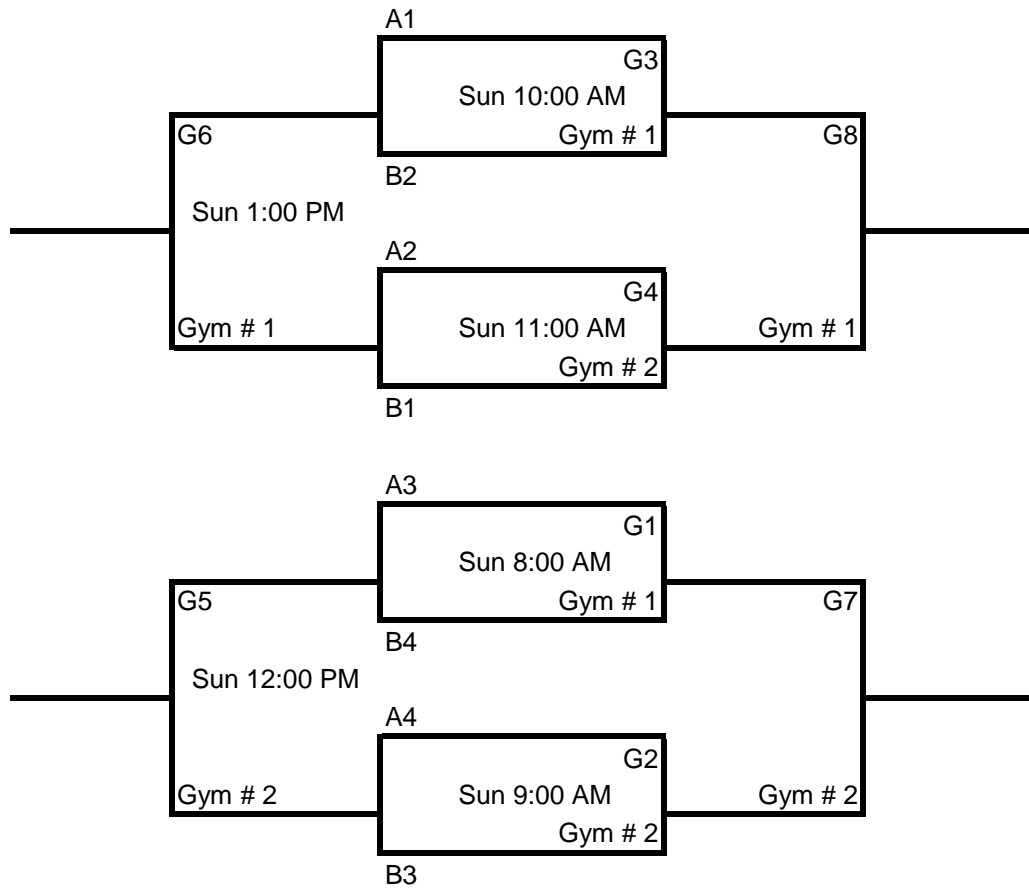 A1
G3
Sun 10:00 AM
G6
Gym # 1
G8
B2
Sun 1:00 PM
A2
G4
Gym # 1
Sun 11:00 AM
Gym # 1
Gym # 2
B1
A3
G1
Sun 8:00 AM
G5
Gym # 1
G7
B4
Sun 12:00 PM
A4
G2
Gym # 2
Sun 9:00 AM
Gym # 2
Gym # 2
B3